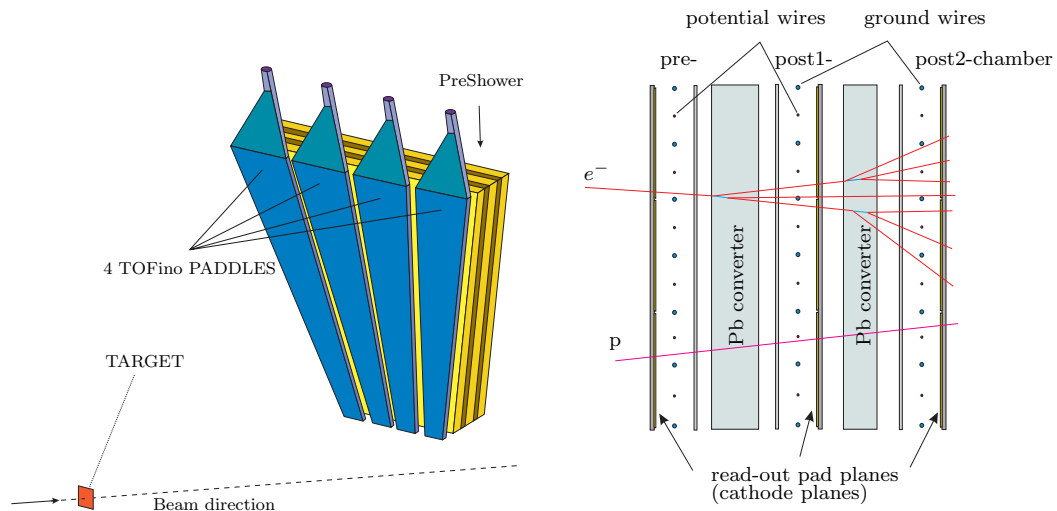 PreShower
4 TOFino PADDLES
TARGET
Beam direction
potential wires
ground wires
pre-
post1-
post2-chamber
e−
Pb converter
Pb converter
p
read-out pad planes
(cathode planes)